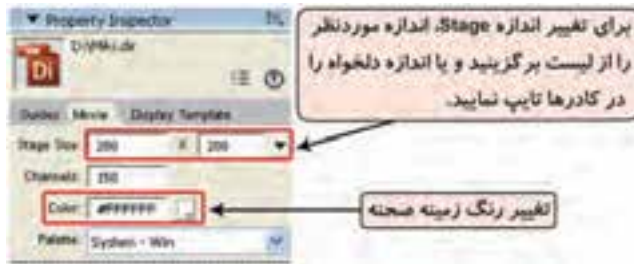 Property Inspector
D:\Miki.dir
Di
Guides Movie Display Template
Stage Size: 200 X 200
Channels: 150
Color: #FFFFFF
Palette: System - Win
برای تغییر اندازه Stage، اندازه موردنظر
را از لیست برگزینید و یا اندازه دلخواه را
در کادرها تایپ نمایید.
تغییر رنگ زمینه صحنه